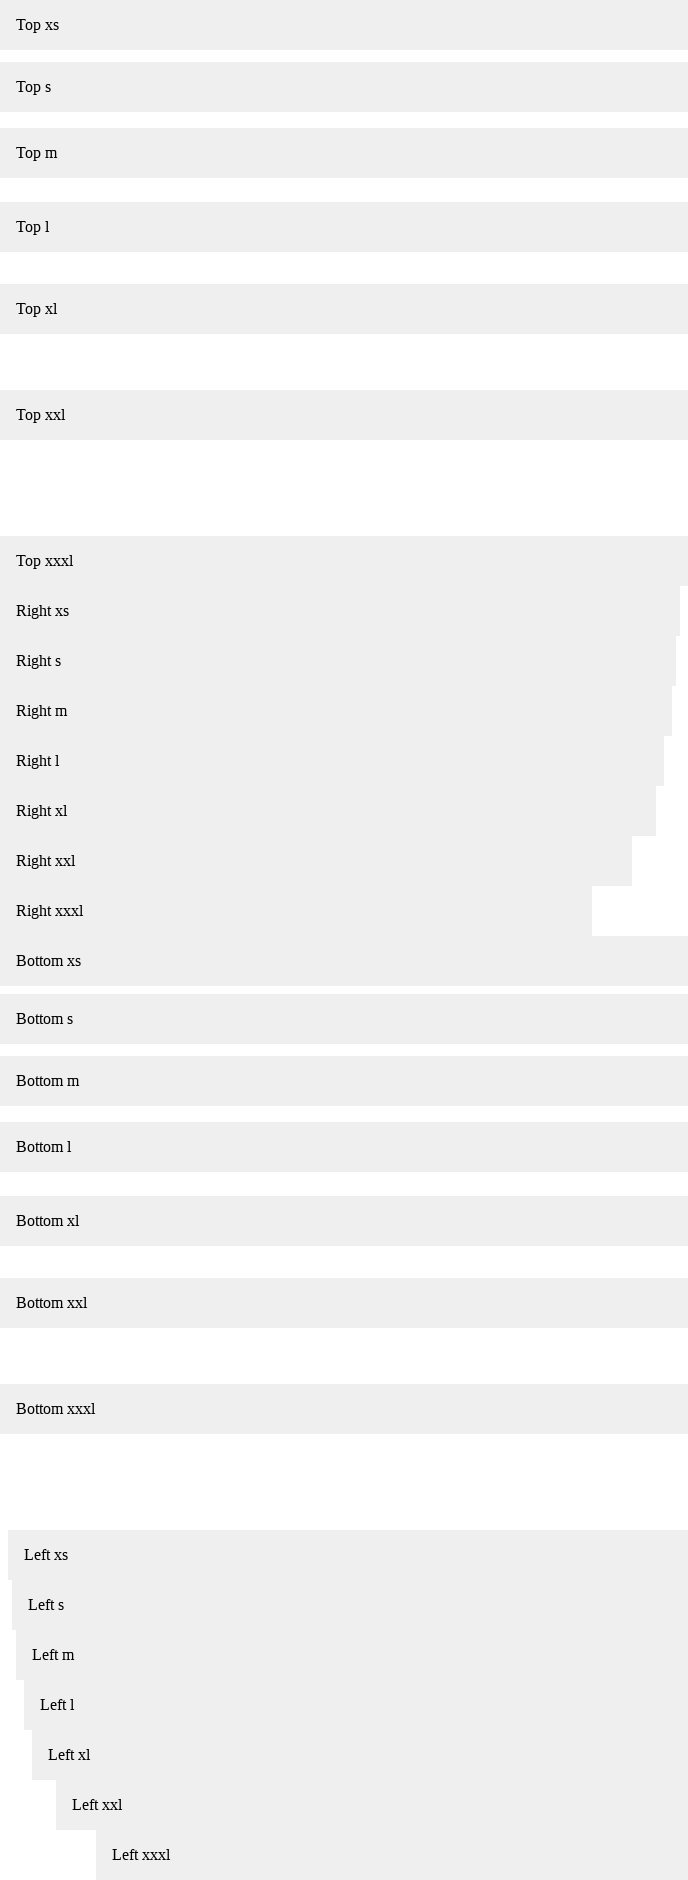 Top xs
Top s
Top m
Top l
Top xl
Top xxl
Top xxxl
Right xs
Right s
Right m
Right l
Right xl
Right xxl
Right xxxl
Bottom xs
Bottom s
Bottom m
Bottom l
Bottom xl
Bottom xxl
Bottom xxxl
Left xs
Left s
Left m
Left l
Left xl
Left xxl
Left xxxl